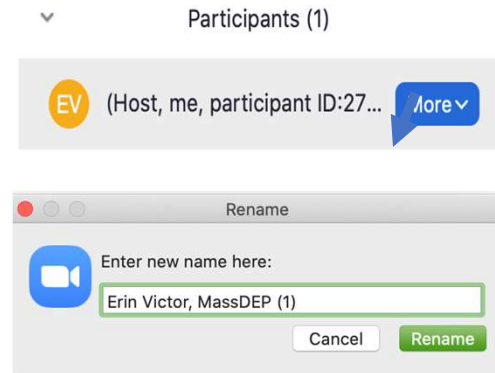 Participants (1)
EV (Host, me, participant ID:27... More
Rename
Enter new name here:
Erin Victor, MassDEP (1)
Cancel Rename